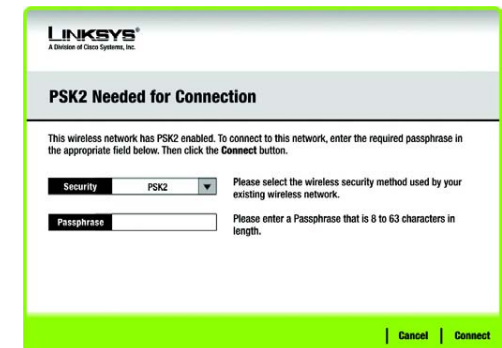 LINKSYS®
A Division of Cisco Systems, Inc.
PSK2 Needed for Connection
This wireless network has PSK2 enabled. To connect to this network, enter the required passphrase in
the appropriate field below. Then click the Connect button.
Security PSK2
Please select the wireless security method used by your
existing wireless network.
Passphrase
Please enter a Passphrase that is 8 to 63 characters in
length.
Cancel Connect